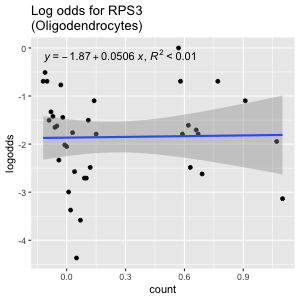 Log odds for RPS3
(Oligodendrocytes)
y = −1.87 + 0.0506 x, R² < 0.01
0
-1
-2
-3
-4
logodds
0.0 0.3 0.6 0.9
count